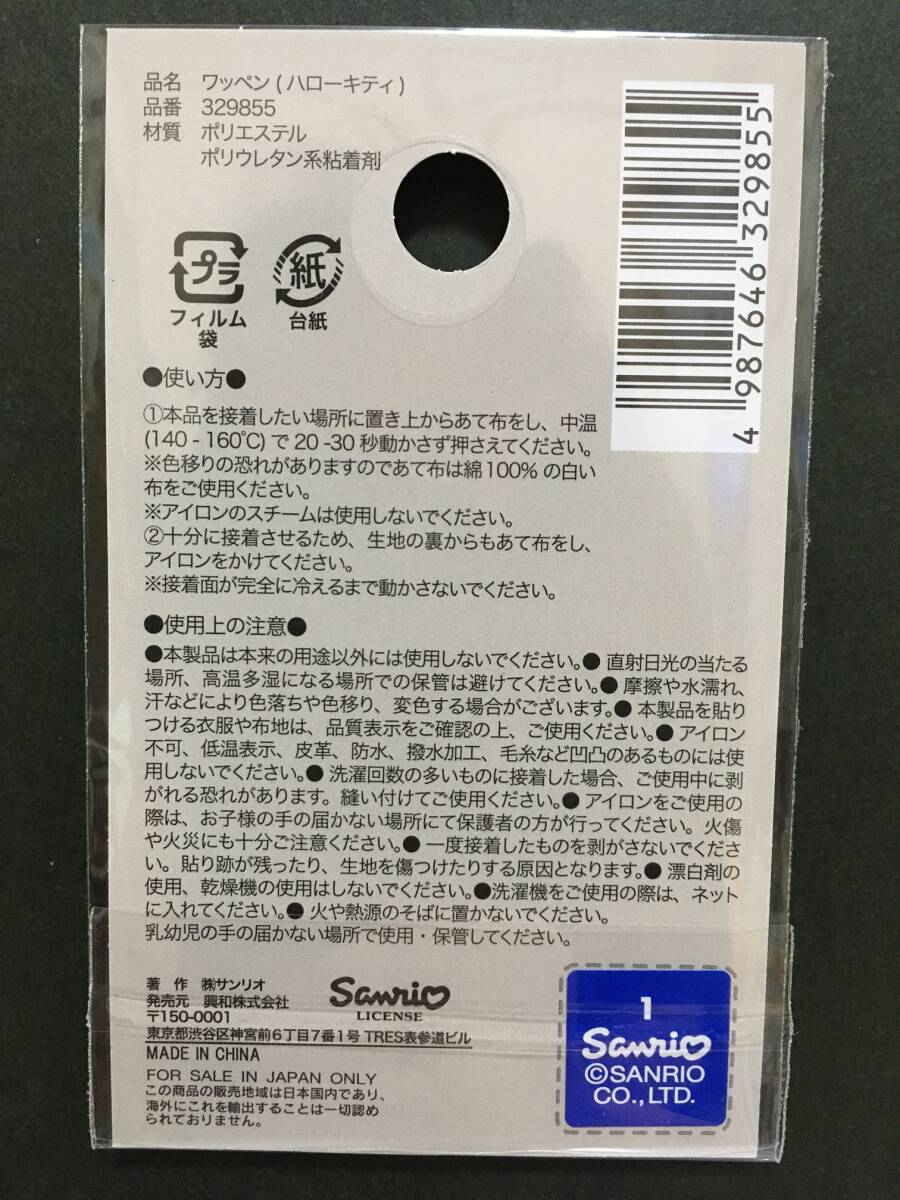 品名 ワッペン(ハローキティ)
品番 329855
材質 ポリエステル
ポリウレタン系粘着剤
4 987646 329855
プラ
フィルム
袋
紙
台紙
●使い方●
①本品を接着したい場所に置き上からあて布をし、中温
(140-160℃)で20-30秒動かさず押さえてください。
※色移りの恐れがありますのであて布は綿100%の白い
布をご使用ください。
※アイロンのスチームは使用しないでください。
②十分に接着させるため、生地の裏からもあて布をし、
アイロンをかけてください。
※接着面が完全に冷えるまで動かさないでください。
●使用上の注意●
●本製品は本来の用途以外には使用しないでください。●直射日光の当たる
場所、高温多湿になる場所での保管は避けてください。●摩擦や水濡れ、
汗などにより色落ちや色移り、変色する場合がございます。●本製品を貼り
つける衣服や布地は、品質表示をご確認の上、ご使用ください。●アイロン
不可、低温表示、皮革、防水、撥水加工、毛糸など凹凸のあるものには使
用しないでください。●洗濯回数の多いものに接着した場合、ご使用中に剥
がれる恐れがあります。縫い付けてご使用ください。●アイロンをご使用の
際は、お子様の手の届かない場所にて保護者の方が行ってください。火傷
や火災にも十分ご注意ください。●一度接着したものを剥がさないでくださ
い。貼り跡が残ったり、生地を傷つけたりする原因となります。●漂白剤の
使用、乾燥機の使用はしないでください。●洗濯機をご使用の際は、ネット
に入れてください。●火や熱源のそばに置かないでください。
乳幼児の手の届かない場所で使用・保管してください。
著 作 ㈱サンリオ
発売元 興和株式会社
〒150-0001
東京都渋谷区神宮前6丁目7番1号 TRES表参道ビル
MADE IN CHINA
FOR SALE IN JAPAN ONLY
この商品の販売地域は日本国内であり、
海外にこれを輸出することは一切認め
られておりません。
Sanrio
LICENSE
1
Sanrio
©SANRIO
CO.,LTD.